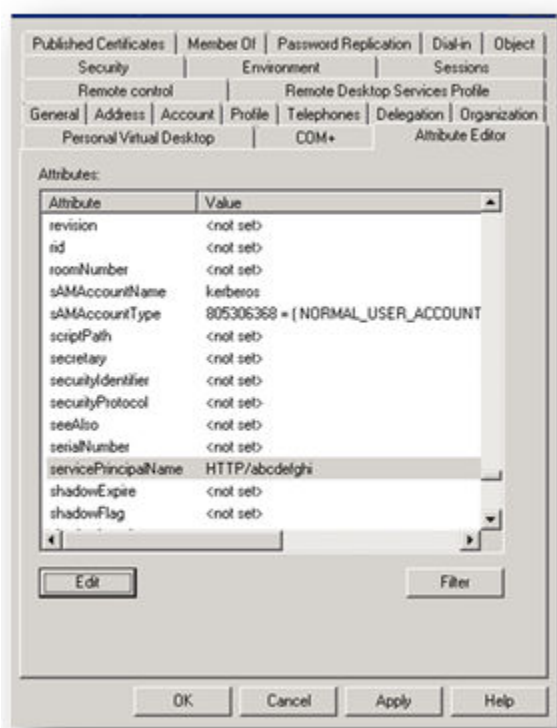 Published Certificates Member Of Password Replication Dial-in Object
Security Environment Sessions
Remote control Remote Desktop Services Profile
General Address Account Profile Telephones Delegation Organization
Personal Virtual Desktop COM+ Attribute Editor
Attributes:
Attribute Value
revision <not set>
rid <not set>
roomNumber <not set>
sAMAccountName kerberos
sAMAccountType 805306368 = ( NORMAL_USER_ACCOUNT
scriptPath <not set>
secretary <not set>
securityIdentifier <not set>
securityProtocol <not set>
seeAlso <not set>
serialNumber <not set>
servicePrincipalName HTTP/abcdefghi
shadowExpire <not set>
shadowFlag <not set>
Edit Filter
OK Cancel Apply Help